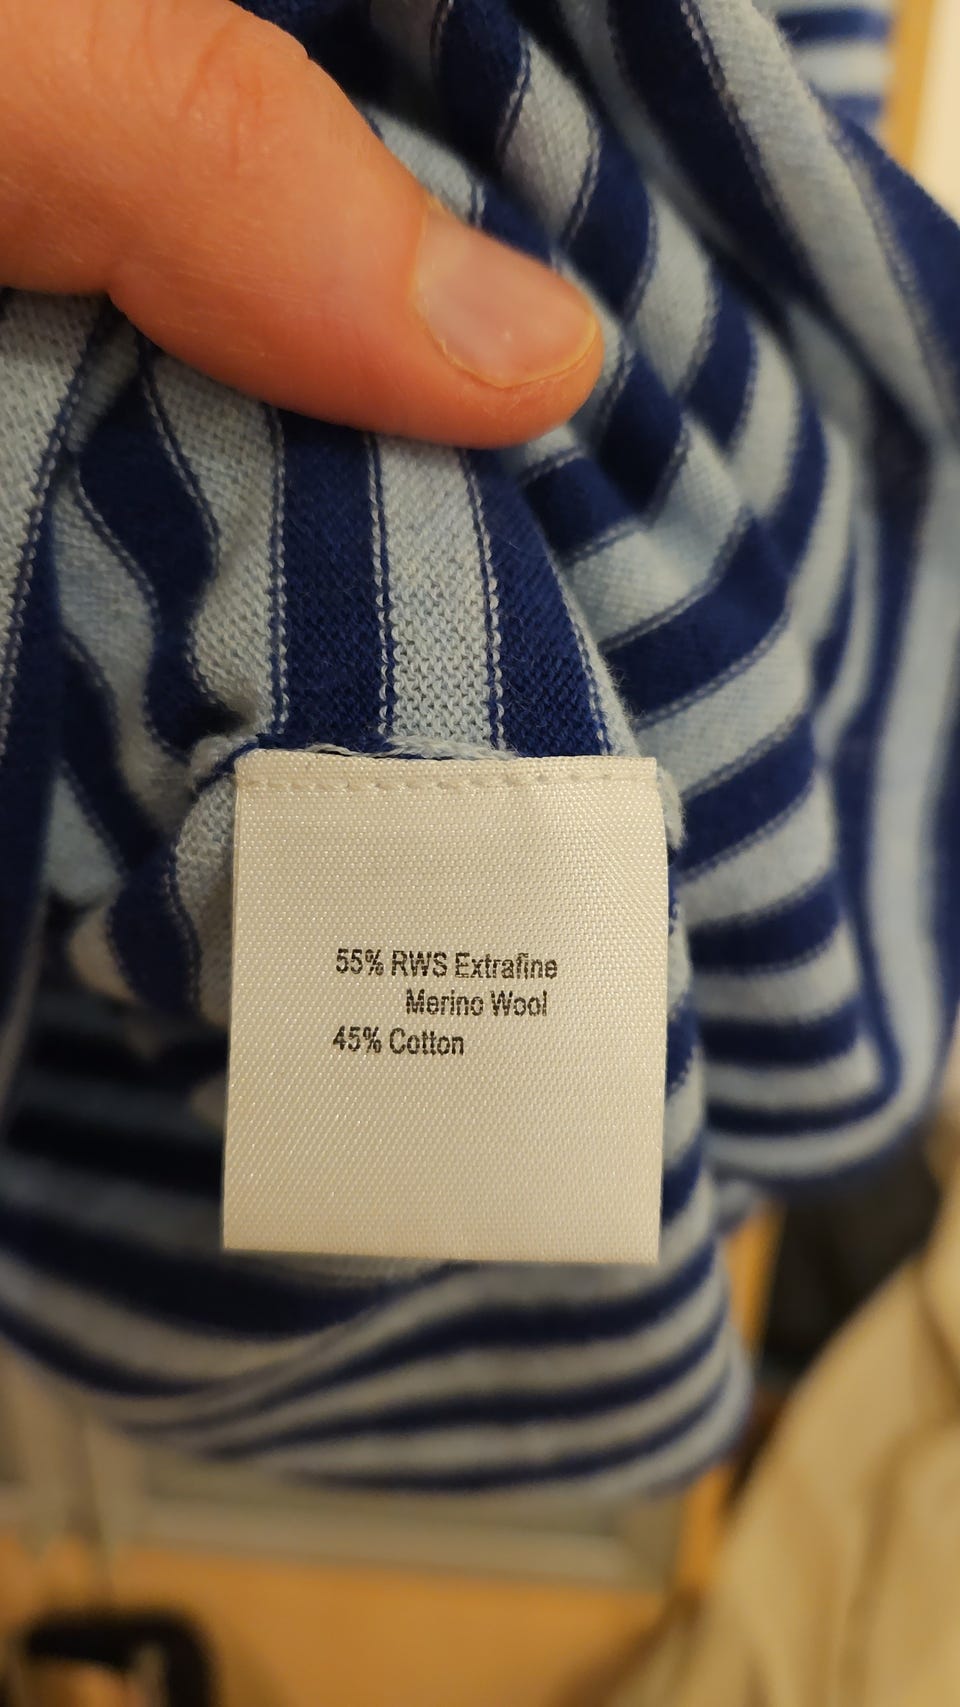 55% RWS Extrafine
Merino Wool
45% Cotton